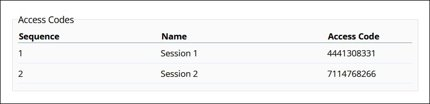 Access Codes
Sequence Name Access Code
1 Session 1 4441308331
2 Session 2 7114768266